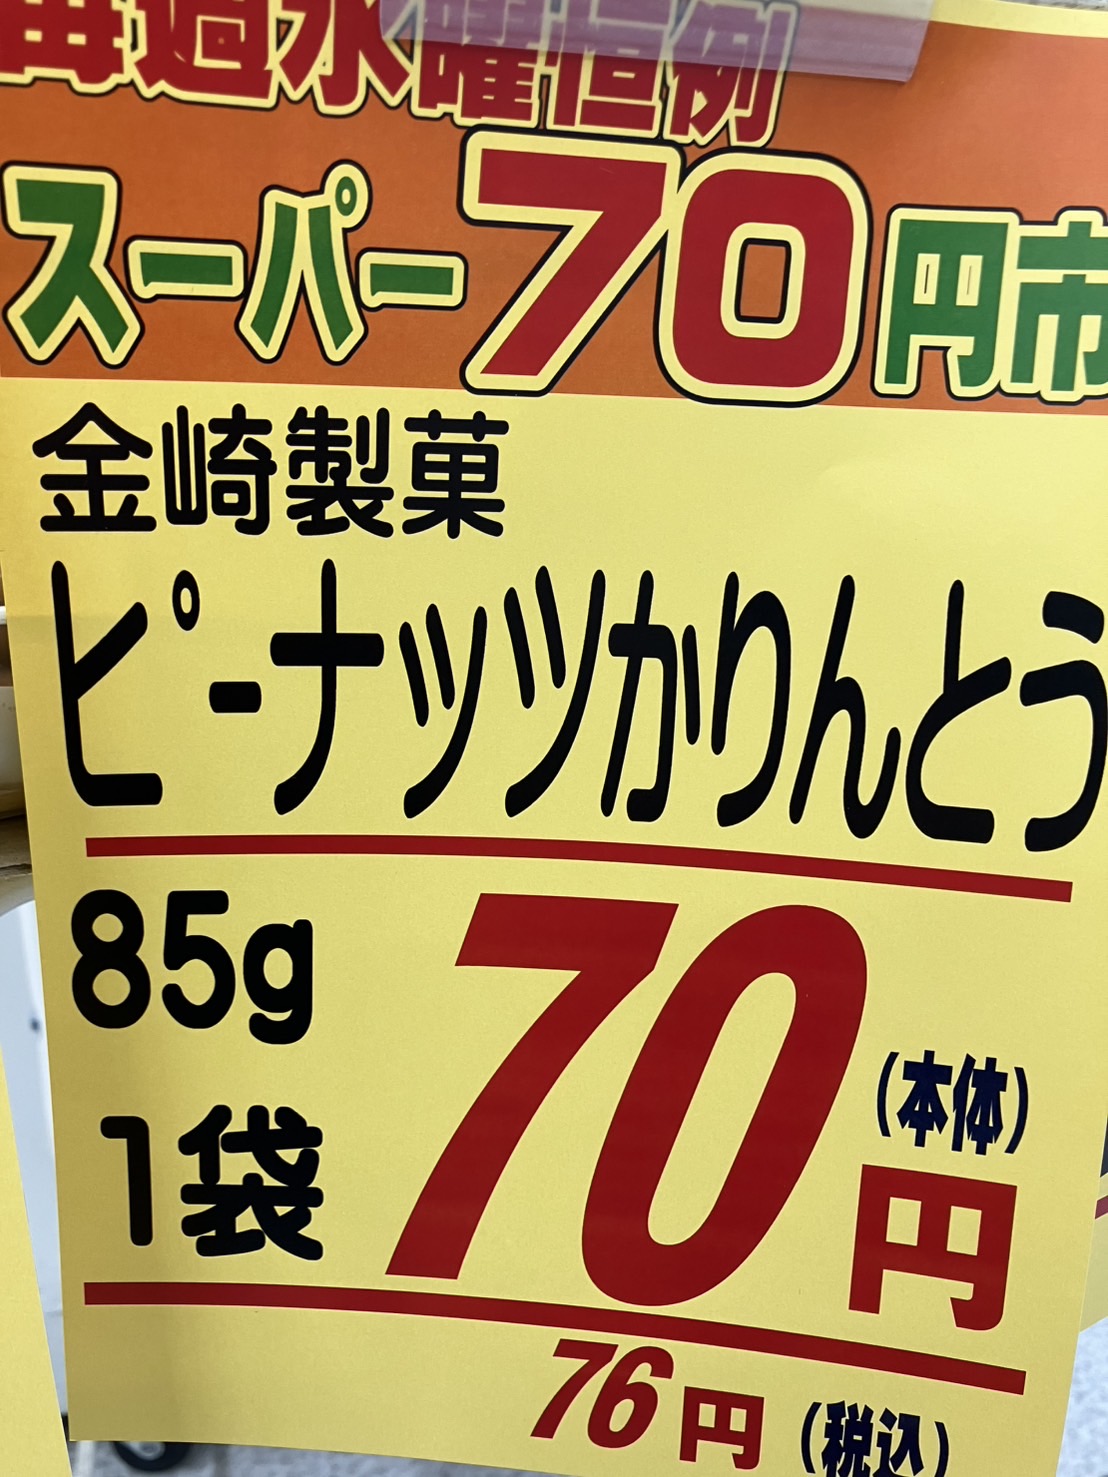 毎週水曜恒例
スーパー70円市
金崎製菓
ピーナッツかりんとう
85g
1袋
70円
(本体)
76円(税込)